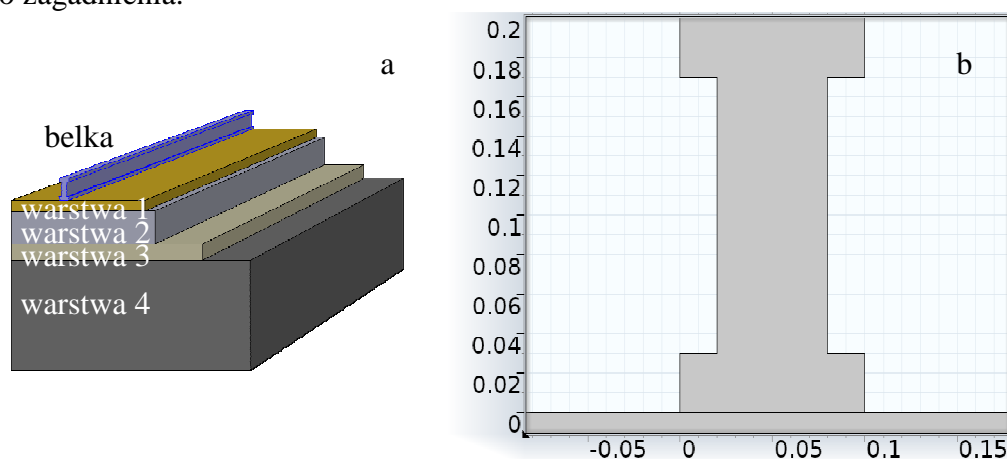 o zagadnienia.
a
belka
warstwa 1
warstwa 2
warstwa 3
warstwa 4
b
0.2
0.18
0.16
0.14
0.12
0.1
0.08
0.06
0.04
0.02
0
-0.05 0 0.05 0.1 0.15